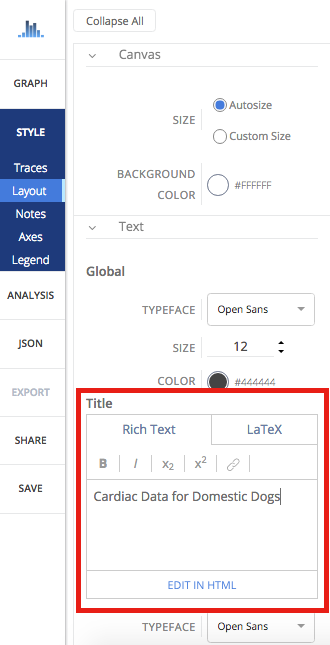 Collapse All
GRAPH
STYLE
Traces
Layout
Notes
Axes
Legend
ANALYSIS
JSON
EXPORT
SHARE
SAVE
Canvas
SIZE
Autosize
Custom Size
BACKGROUND
COLOR
#FFFFFF
Text
Global
TYPEFACE Open Sans
SIZE 12
COLOR #444444
Title
Rich Text LaTeX
B I x₂ x²
Cardiac Data for Domestic Dogs
EDIT IN HTML
TYPEFACE Open Sans